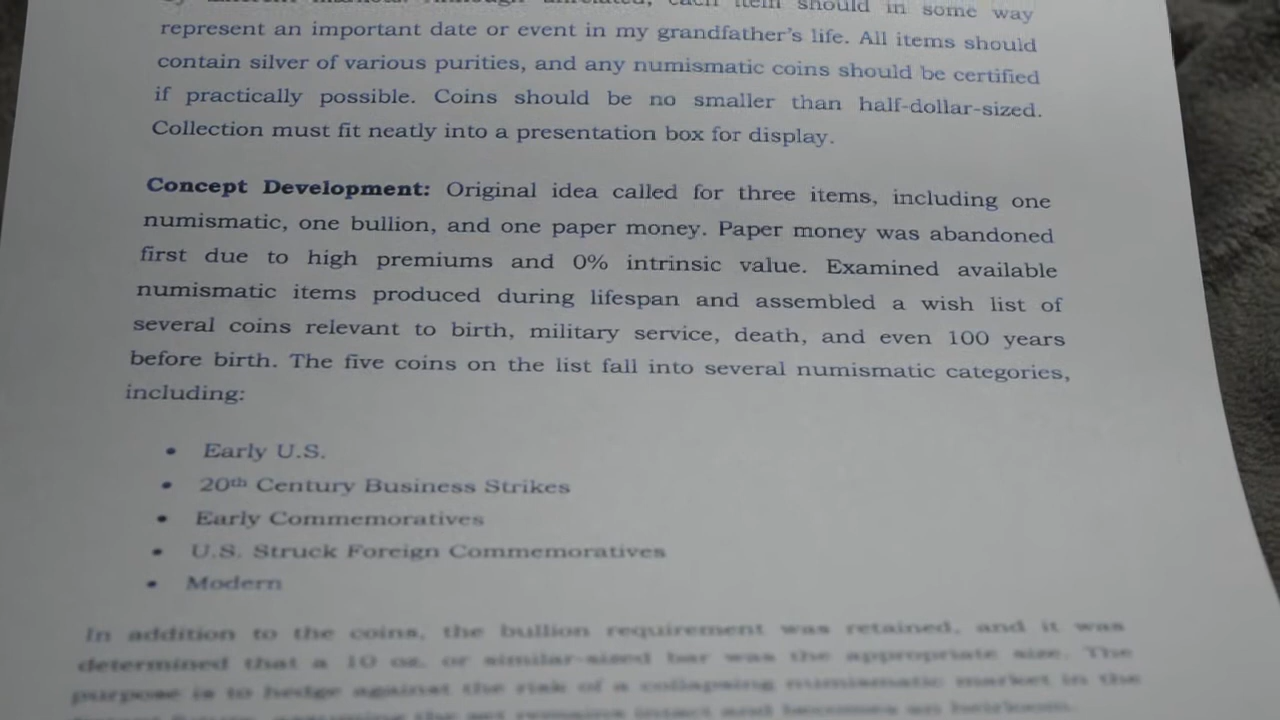 each item should in some way
represent an important date or event in my grandfather's life. All items should
contain silver of various purities, and any numismatic coins should be certified
if practically possible. Coins should be no smaller than half-dollar-sized.
Collection must fit neatly into a presentation box for display.
Concept Development: Original idea called for three items, including one
numismatic, one bullion, and one paper money. Paper money was abandoned
first due to high premiums and 0% intrinsic value. Examined available
numismatic items produced during lifespan and assembled a wish list of
several coins relevant to birth, military service, death, and even 100 years
before birth. The five coins on the list fall into several numismatic categories,
including:
• Early U.S.
• 20th Century Business Strikes
• Early Commemoratives
• U.S. Struck Foreign Commemoratives
• Modern
In addition to the coins, the bullion requirement was retained, and it was
determined that a 10 oz. or similar-sized bar was the appropriate size. The
purpose is to hedge against the risk of a collapsing numismatic market in the